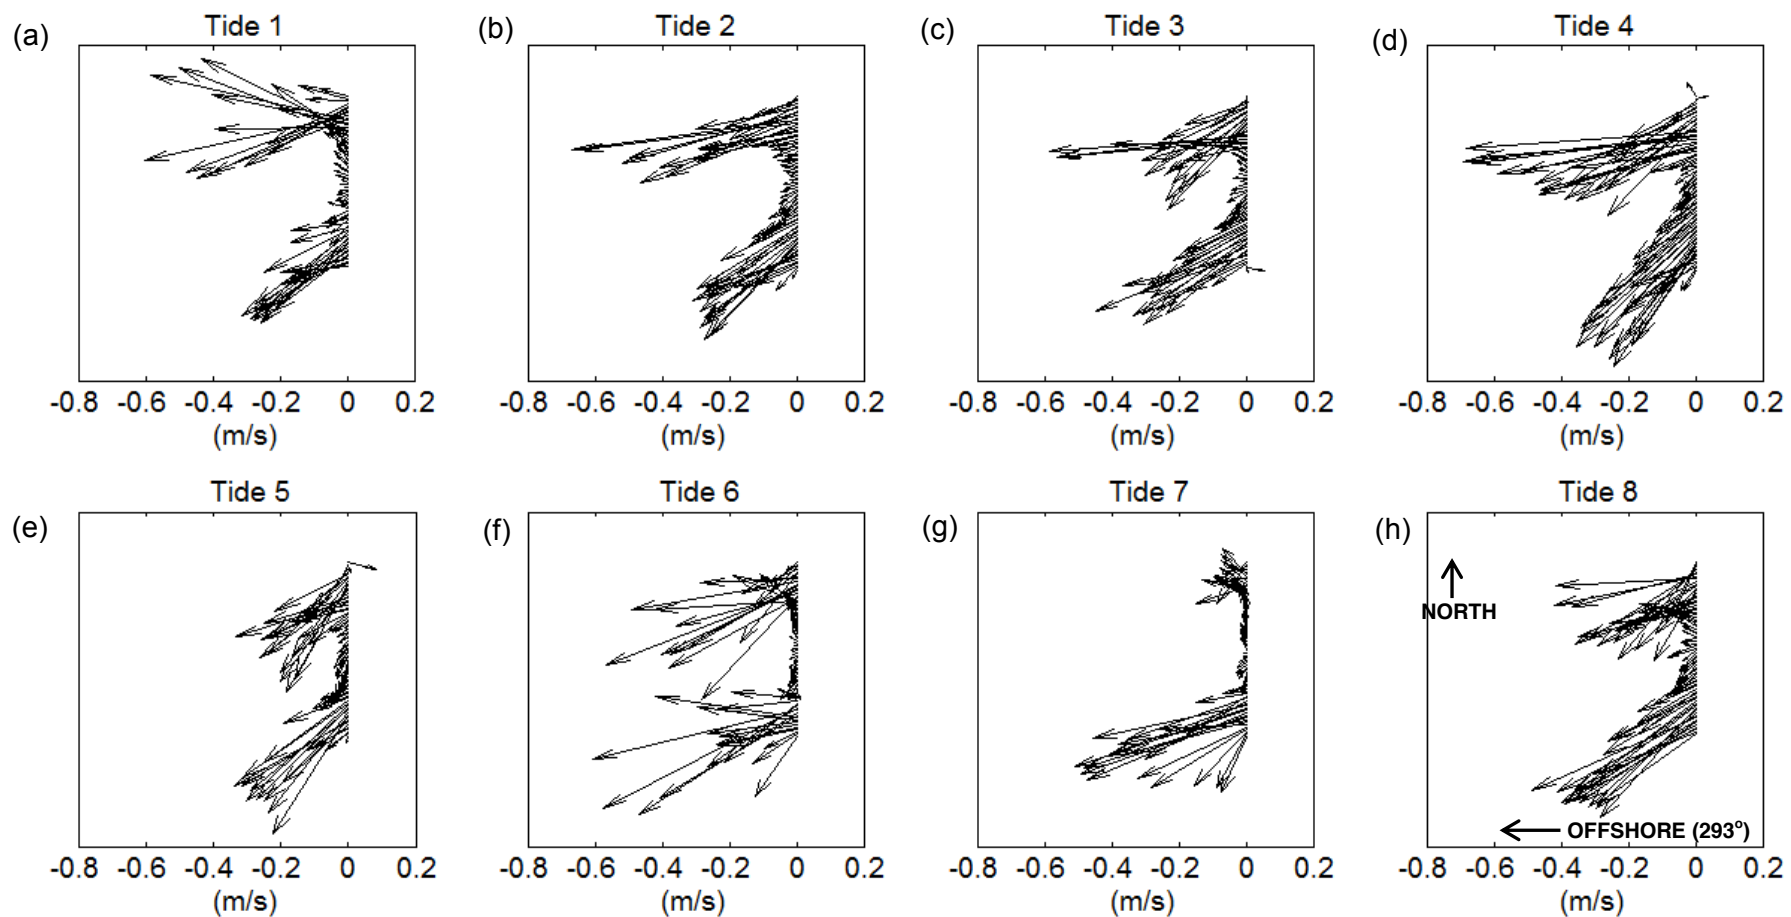 (a) Tide 1
(b) Tide 2
(c) Tide 3
(d) Tide 4
-0.8 -0.6 -0.4 -0.2 0 0.2
(m/s)
-0.8 -0.6 -0.4 -0.2 0 0.2
(m/s)
-0.8 -0.6 -0.4 -0.2 0 0.2
(m/s)
-0.8 -0.6 -0.4 -0.2 0 0.2
(m/s)
(e) Tide 5
(f) Tide 6
(g) Tide 7
(h) Tide 8
NORTH
OFFSHORE (293°)
-0.8 -0.6 -0.4 -0.2 0 0.2
(m/s)
-0.8 -0.6 -0.4 -0.2 0 0.2
(m/s)
-0.8 -0.6 -0.4 -0.2 0 0.2
(m/s)
-0.8 -0.6 -0.4 -0.2 0 0.2
(m/s)